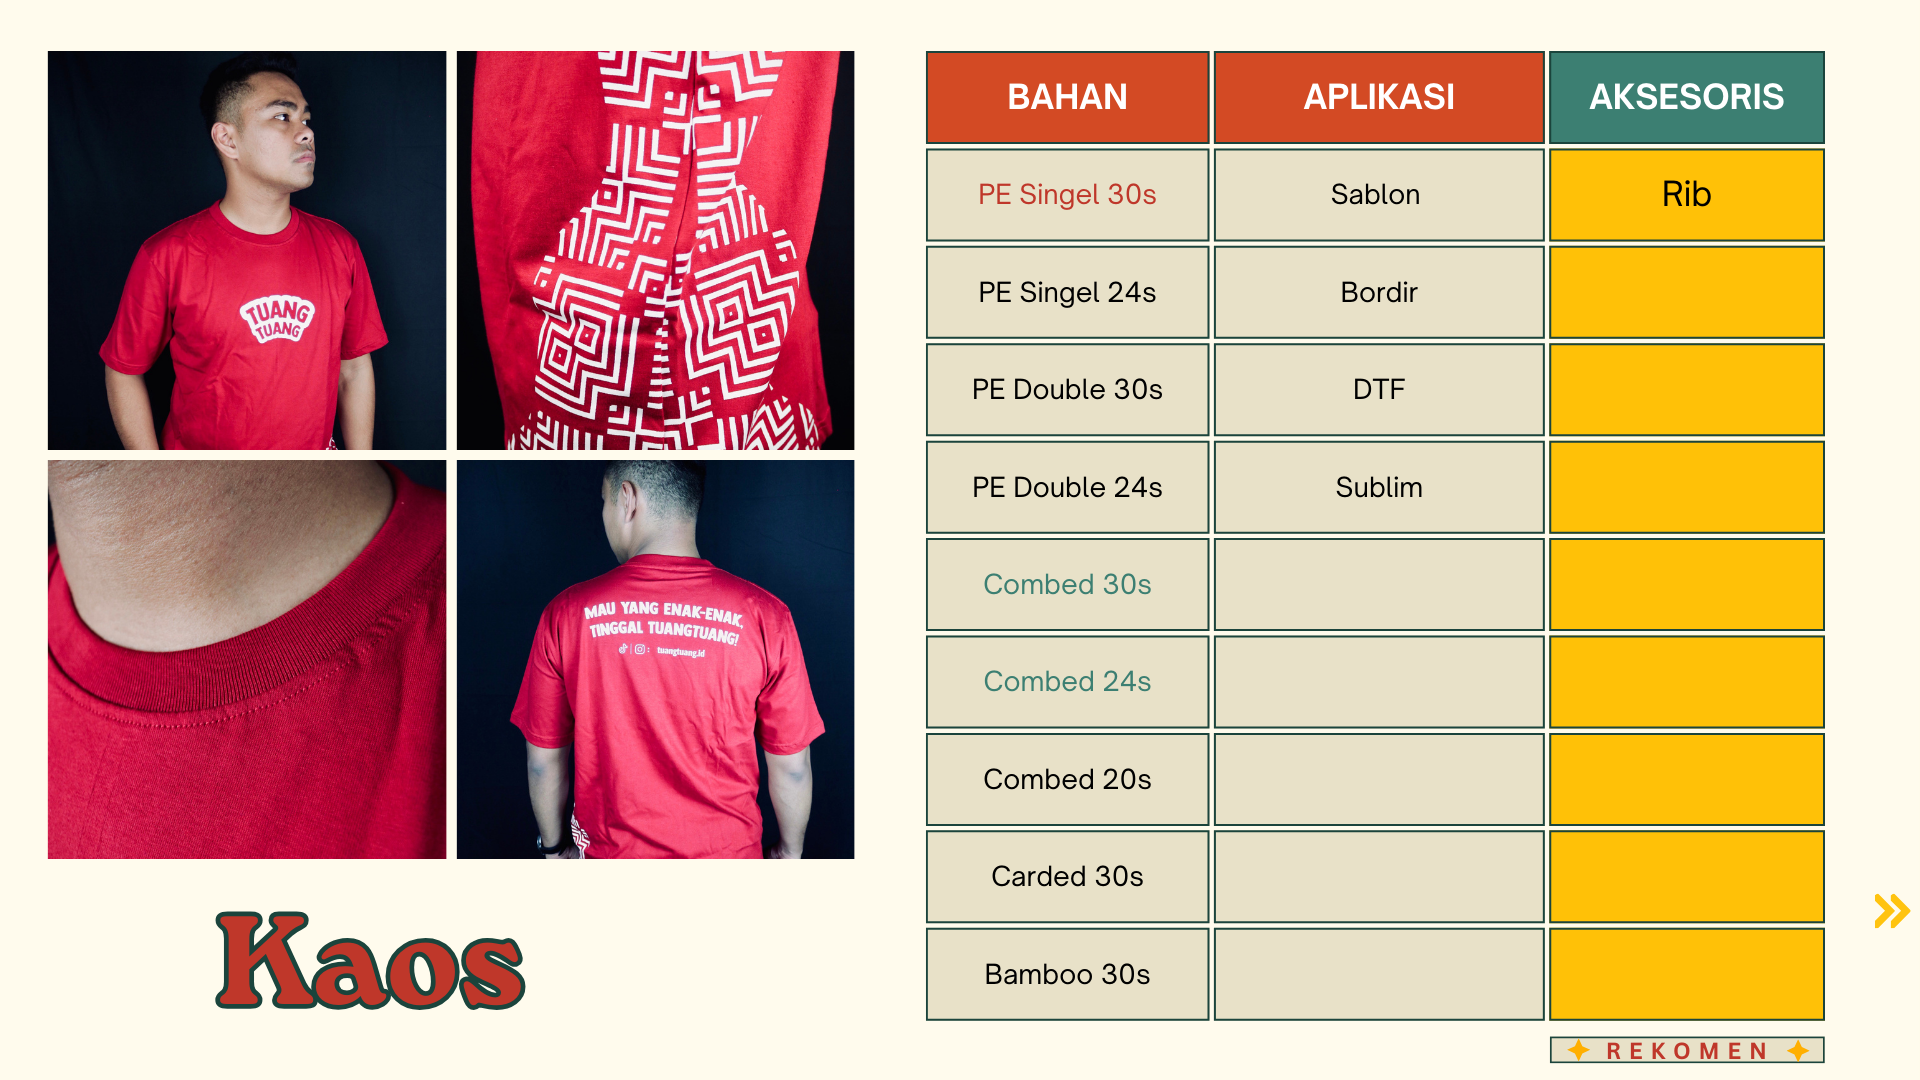 TUANG
TUANG
MAU YANG ENAK-ENAK,
TINGGAL TUANGTUANG!
: tuangtuang.id
Kaos
BAHAN APLIKASI AKSESORIS
PE Singel 30s Sablon Rib
PE Singel 24s Bordir
PE Double 30s DTF
PE Double 24s Sublim
Combed 30s
Combed 24s
Combed 20s
Carded 30s
Bamboo 30s
REKOMEN